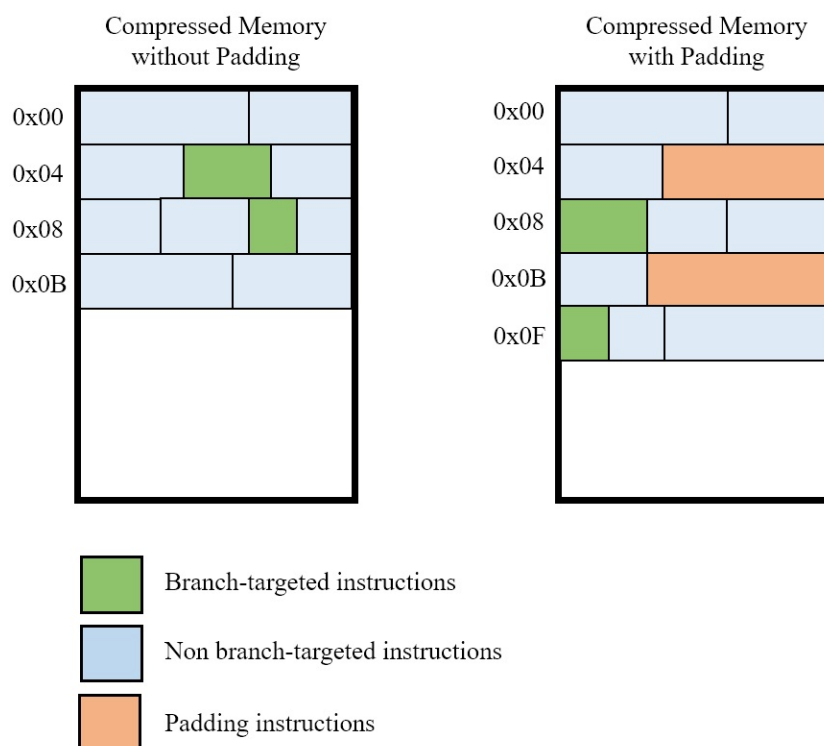 Compressed Memory
without Padding
0x00
0x04
0x08
0x0B
Compressed Memory
with Padding
0x00
0x04
0x08
0x0B
0x0F
Branch-targeted instructions
Non branch-targeted instructions
Padding instructions